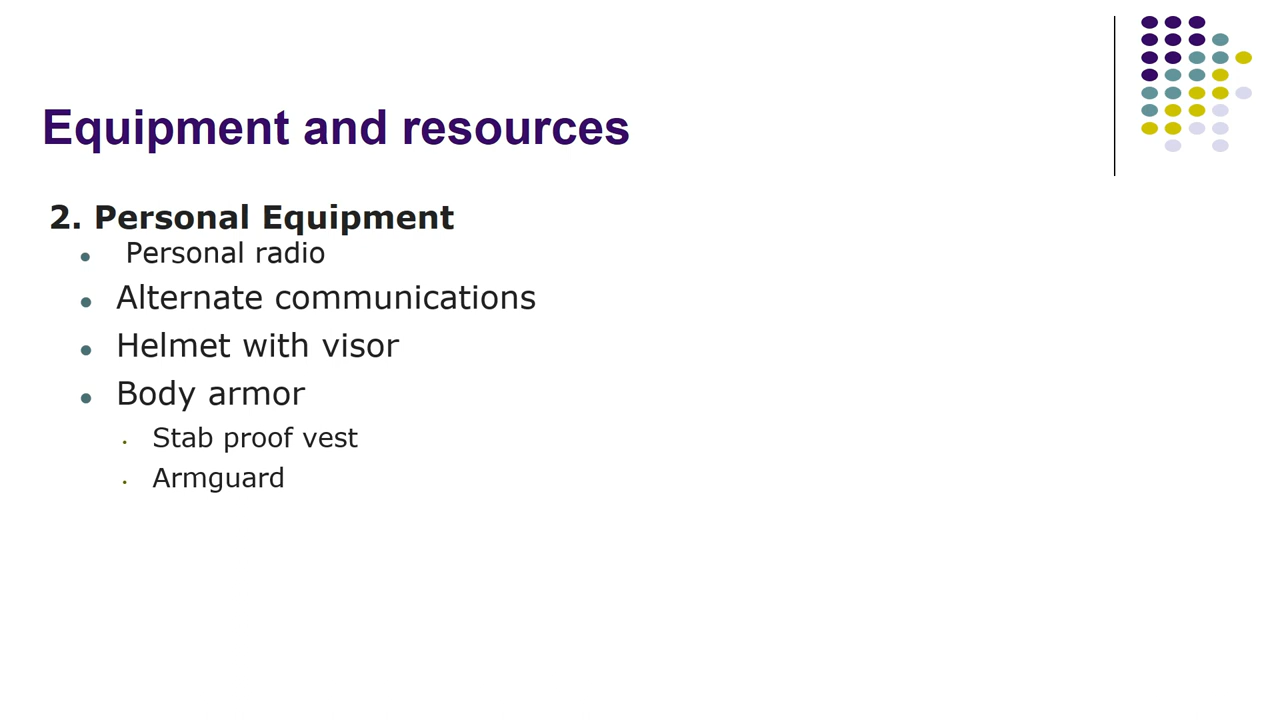 Equipment and resources
2. Personal Equipment
Personal radio
Alternate communications
Helmet with visor
Body armor
Stab proof vest
Armguard